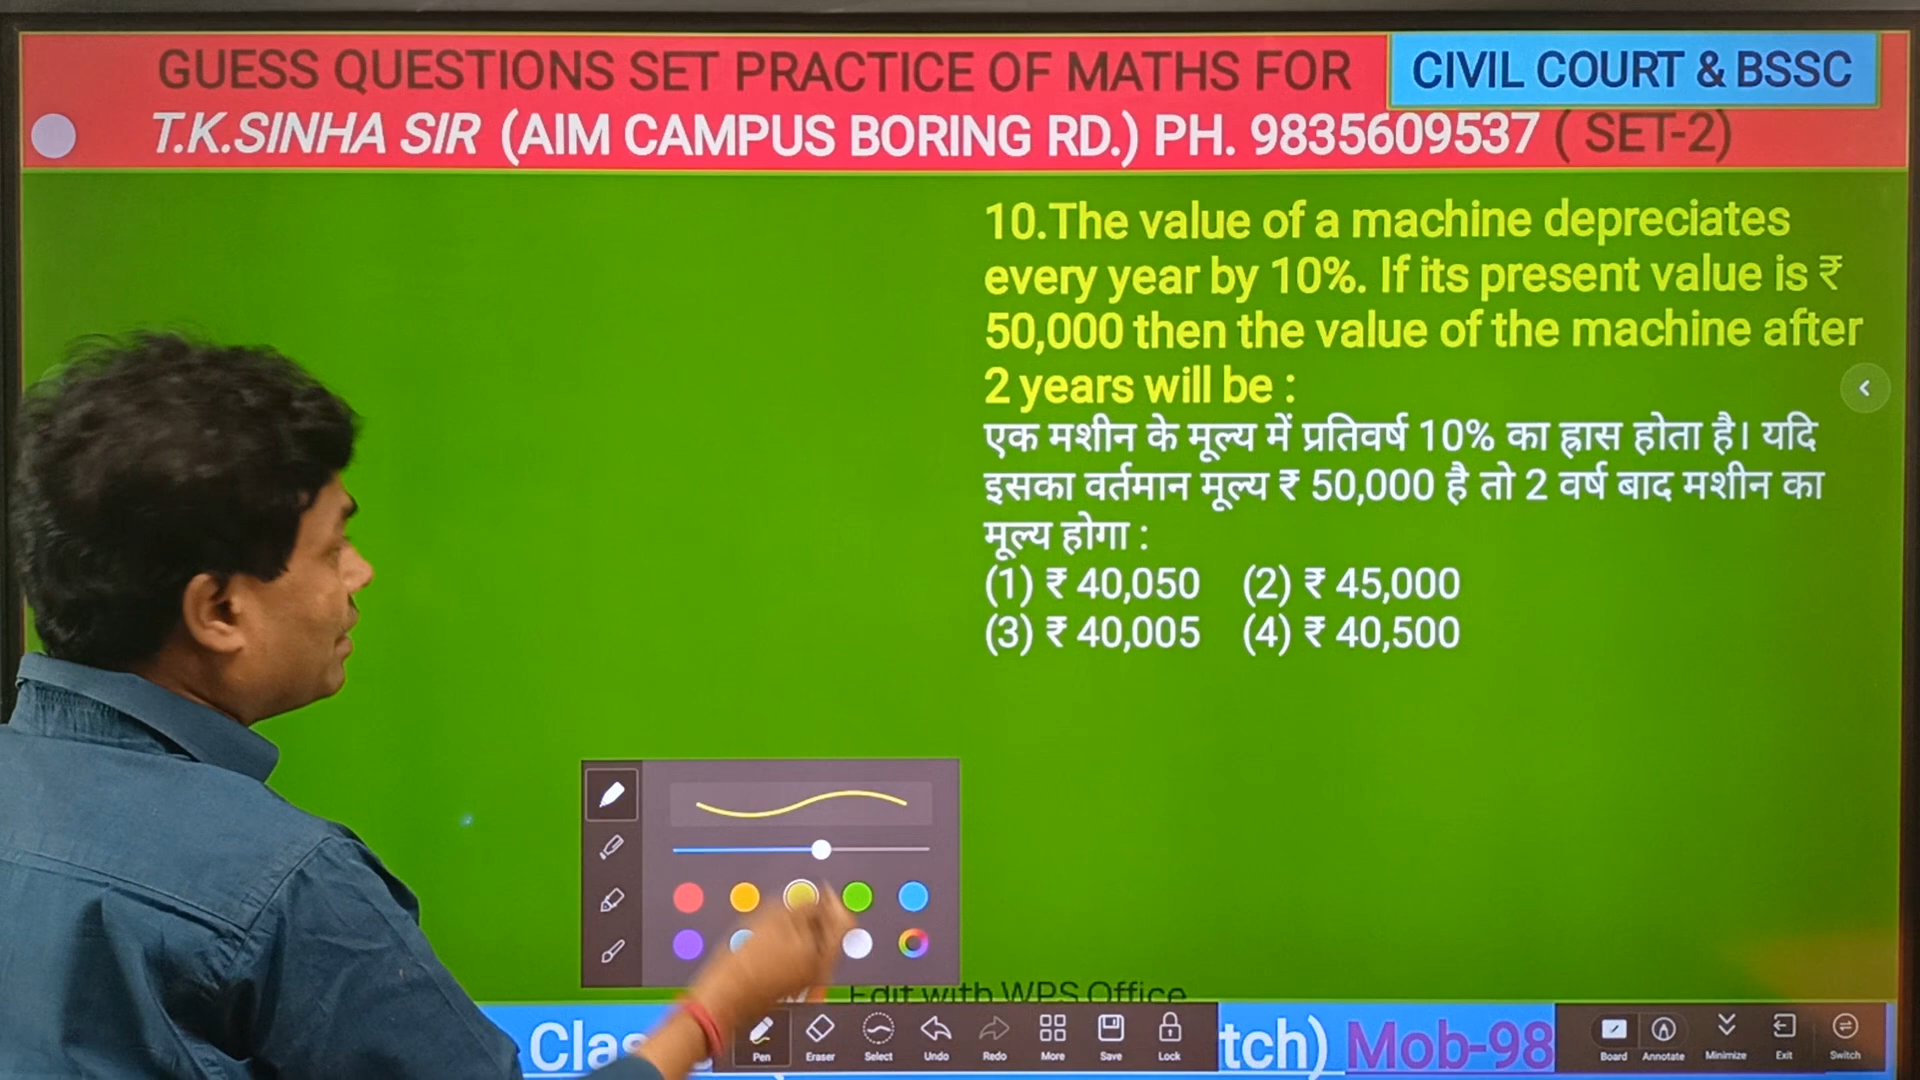 GUESS QUESTIONS SET PRACTICE OF MATHS FOR CIVIL COURT & BSSC
T.K.SINHA SIR (AIM CAMPUS BORING RD.) PH. 9835609537 ( SET-2)
10.The value of a machine depreciates
every year by 10%. If its present value is ₹
50,000 then the value of the machine after
2 years will be :
एक मशीन के मूल्य में प्रतिवर्ष 10% का ह्रास होता है। यदि
इसका वर्तमान मूल्य ₹ 50,000 है तो 2 वर्ष बाद मशीन का
मूल्य होगा :
(1) ₹ 40,050 (2) ₹ 45,000
(3) ₹ 40,005 (4) ₹ 40,500
Edit with WPS Office
tch) Mob-98
Pen Eraser Select Undo Redo More Save Lock
Board Annotate Minimize Exit Switch